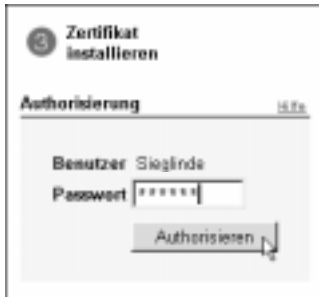 3 Zertifikat
installieren
Authorisierung Hilfe
Benutzer Sieglinde
Passwort ******
Authorisieren